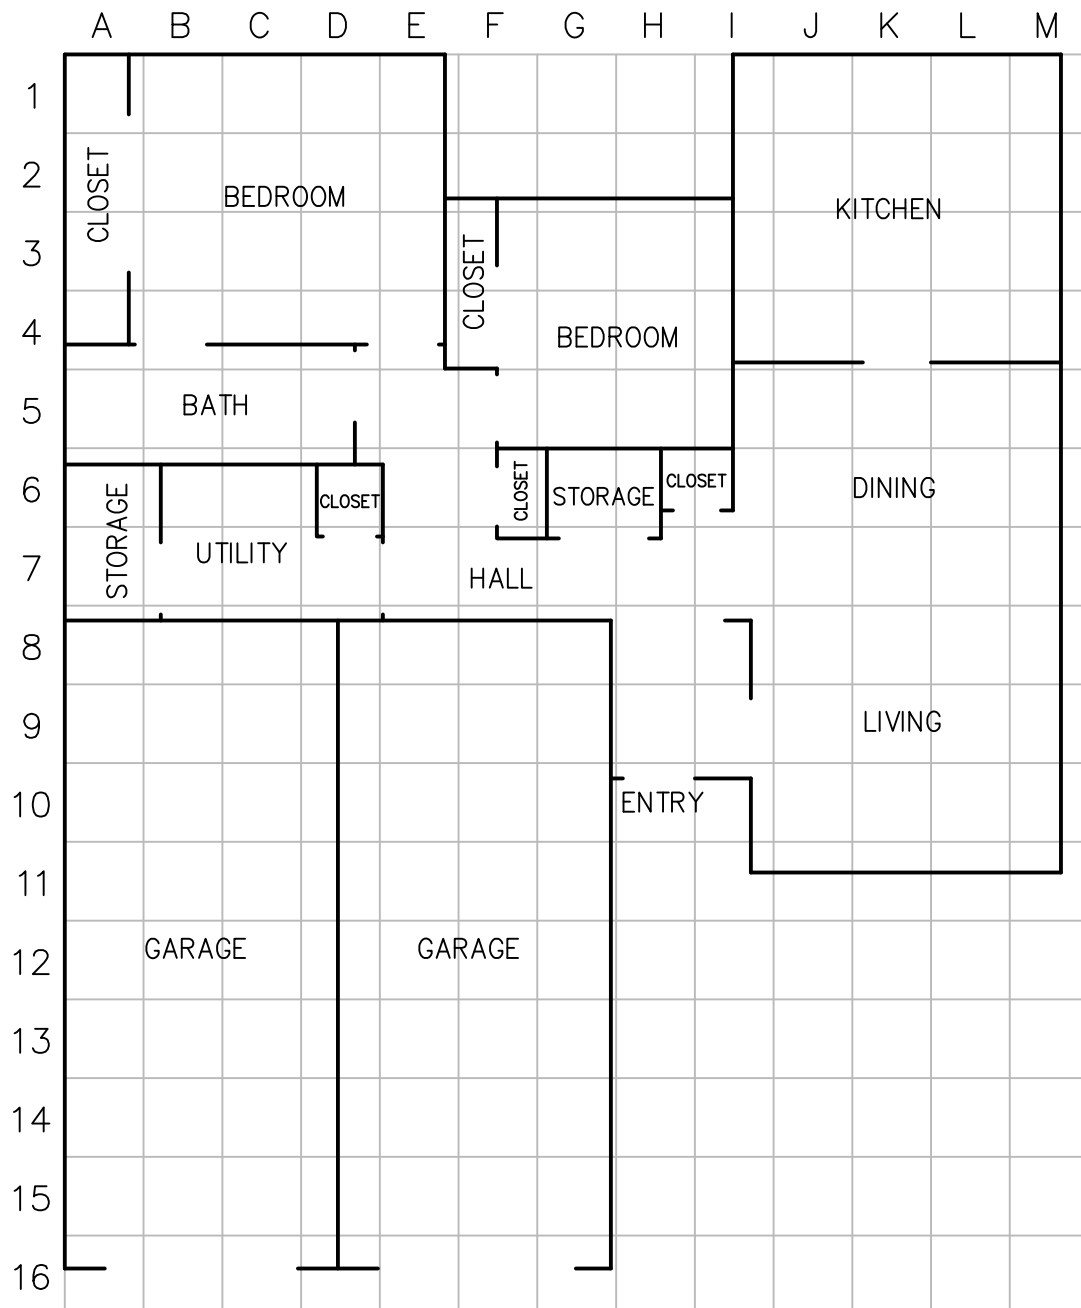 A B C D E F G H I J K L M
1
2
3
4
5
6
7
8
9
10
11
12
13
14
15
16
CLOSET
BEDROOM
KITCHEN
CLOSET
BEDROOM
BATH
CLOSET
STORAGE
CLOSET
DINING
STORAGE
CLOSET
UTILITY
HALL
LIVING
ENTRY
GARAGE
GARAGE